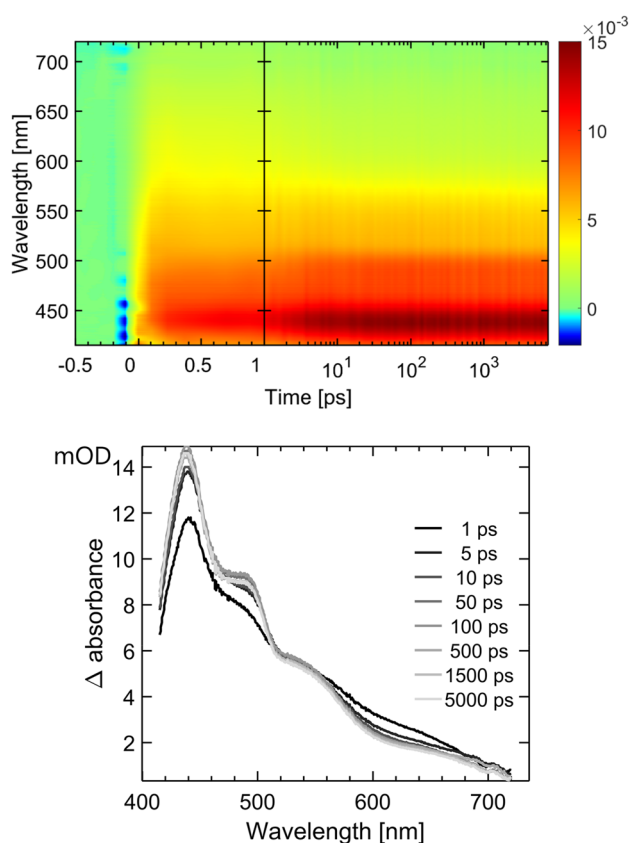 ×10⁻³
700
650
600
550
500
450
Wavelength [nm]
-0.5 0 0.5 1 10¹ 10² 10³
Time [ps]
15
10
5
0
mOD
14
12
10
8
6
4
2
Δ absorbance
1 ps
5 ps
10 ps
50 ps
100 ps
500 ps
1500 ps
5000 ps
400 500 600 700
Wavelength [nm]